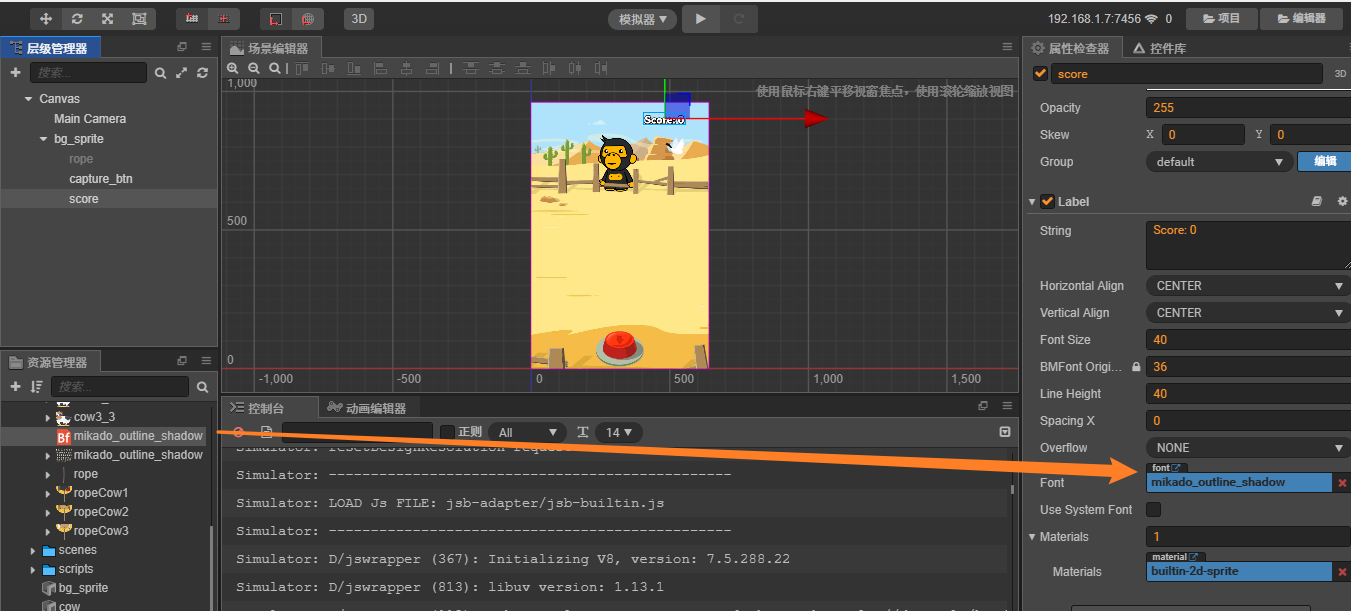 3D
模拟器
192.168.1.7:7456
0
项目
编辑器
层级管理器
搜索...
Canvas
Main Camera
bg_sprite
rope
capture_btn
score
资源管理器
搜索...
cow3_3
mikado_outline_shadow
mikado_outline_shadow
rope
ropeCow1
ropeCow2
ropeCow3
scenes
scripts
bg_sprite
cow
场景编辑器
使用鼠标右键平移视窗焦点，使用滚轮缩放视图
1,000
500
0
-1,000
-500
0
500
1,000
1,500
Score: 0
控制台
动画编辑器
正则
All
14
Simulator: ------------------------------------------------
Simulator: LOAD Js FILE: jsb-adapter/jsb-builtin.js
Simulator: ------------------------------------------------
Simulator: D/jswrapper (367): Initializing V8, version: 7.5.288.22
Simulator: D/jswrapper (813): libuv version: 1.13.1
属性检查器
控件库
score
3D
Opacity 255
Skew X 0 Y 0
Group default 编辑
Label
String Score: 0
Horizontal Align CENTER
Vertical Align CENTER
Font Size 40
BMFont Origi... 36
Line Height 40
Spacing X 0
Overflow NONE
font
Font mikado_outline_shadow
Use System Font
Materials 1
material
Materials builtin-2d-sprite